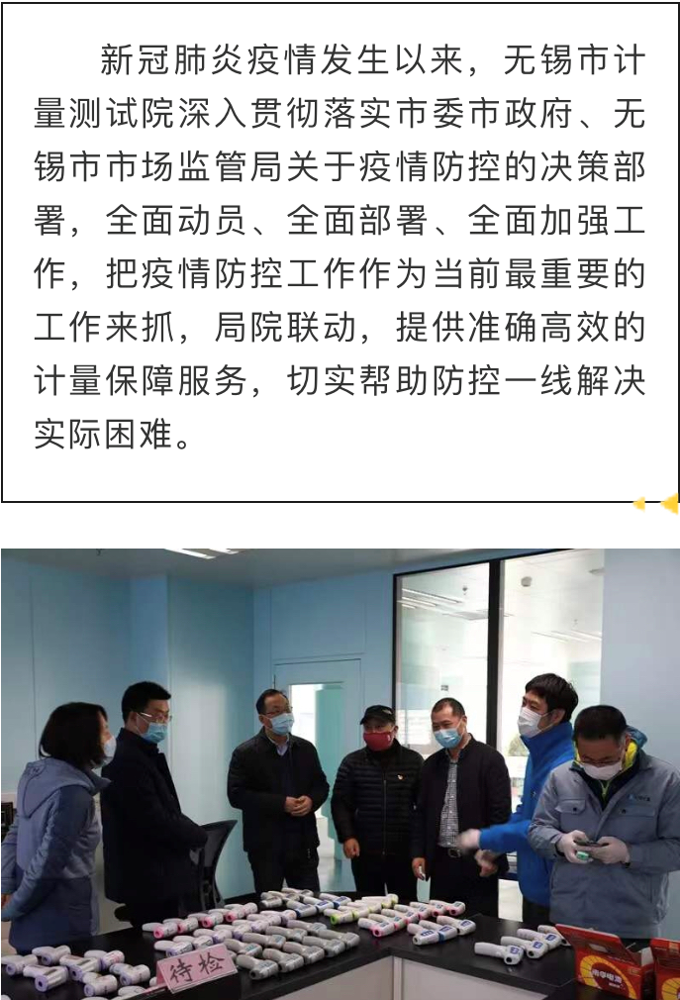 新冠肺炎疫情发生以来，无锡市计
量测试院深入贯彻落实市委市政府、无
锡市市场监管局关于疫情防控的决策部
署，全面动员、全面部署、全面加强工
作，把疫情防控工作作为当前最重要的
工作来抓，局院联动，提供准确高效的
计量保障服务，切实帮助防控一线解决
实际困难。
待检
南孚电池